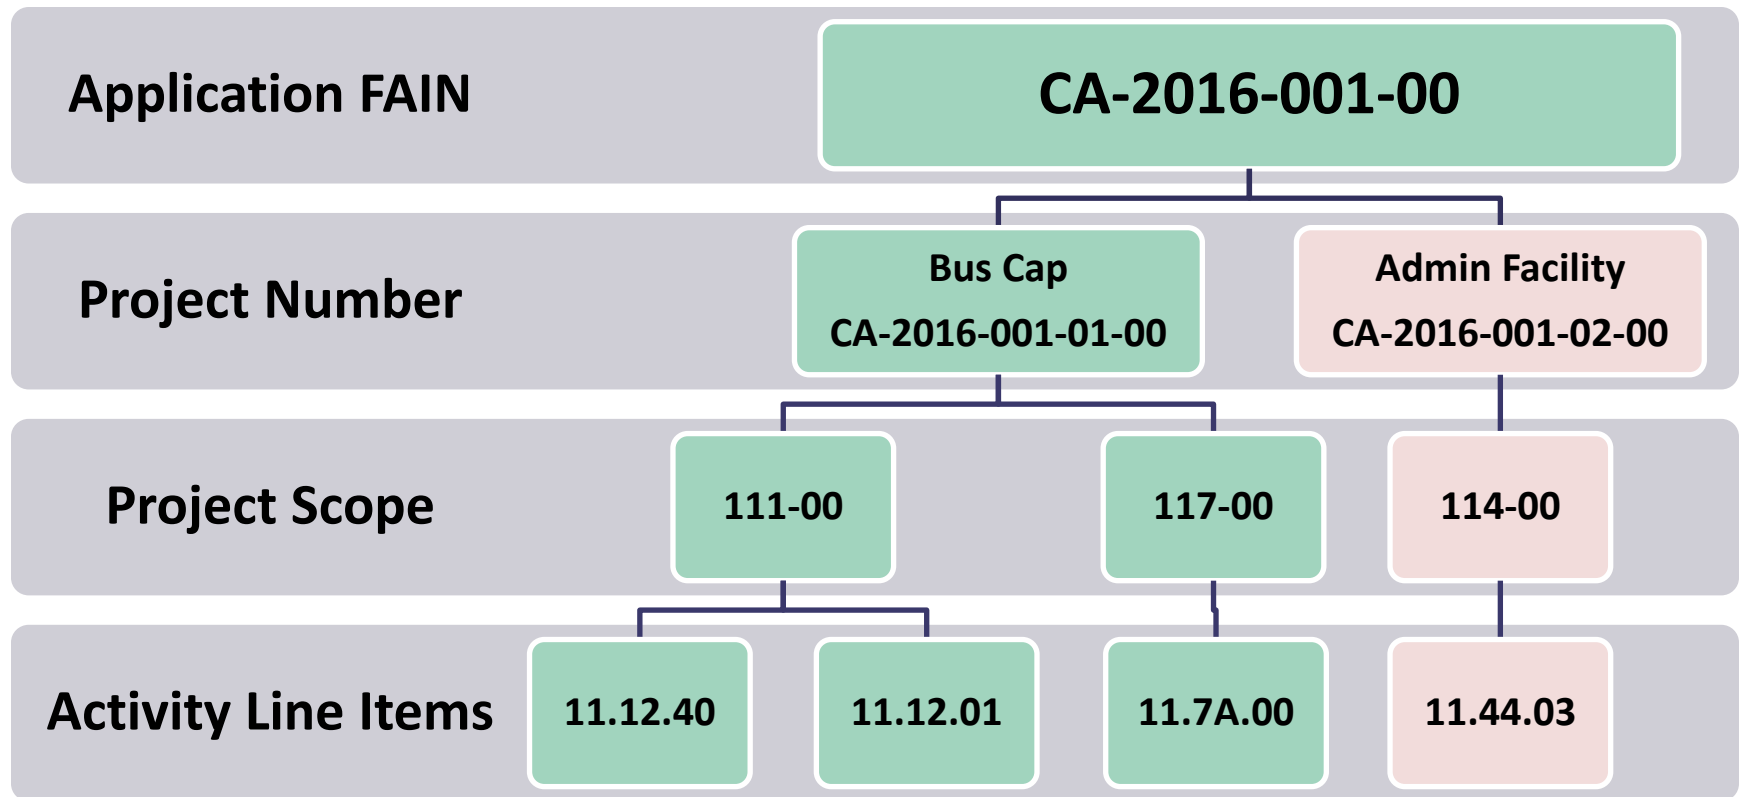 Application FAIN
CA-2016-001-00
Project Number
Bus Cap
CA-2016-001-01-00
Admin Facility
CA-2016-001-02-00
Project Scope
111-00
117-00
114-00
Activity Line Items
11.12.40
11.12.01
11.7A.00
11.44.03